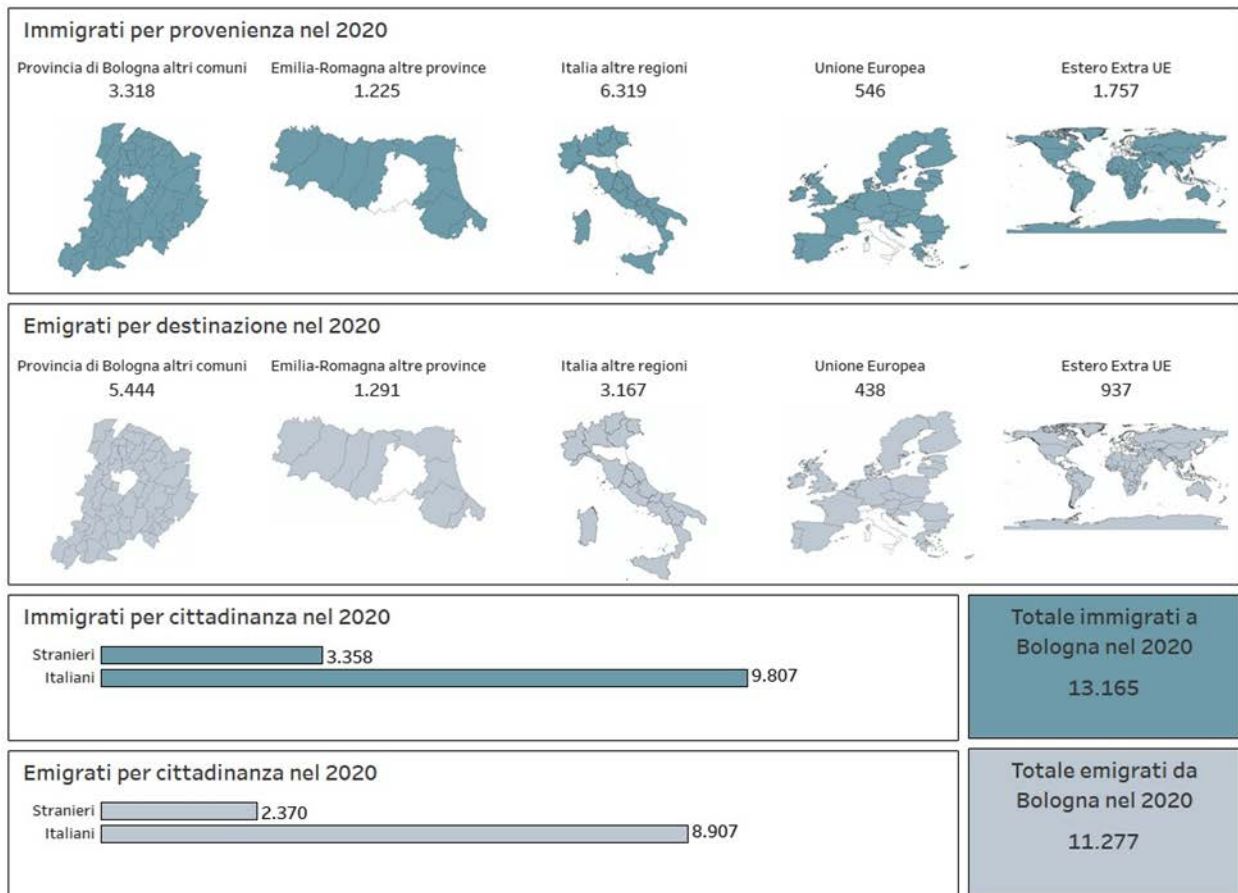 Immigrati per provenienza nel 2020
Provincia di Bologna altri comuni
3.318
Emilia-Romagna altre province
1.225
Italia altre regioni
6.319
Unione Europea
546
Estero Extra UE
1.757
Emigrati per destinazione nel 2020
Provincia di Bologna altri comuni
5.444
Emilia-Romagna altre province
1.291
Italia altre regioni
3.167
Unione Europea
438
Estero Extra UE
937
Immigrati per cittadinanza nel 2020
Stranieri 3.358
Italiani 9.807
Totale immigrati a
Bologna nel 2020
13.165
Emigrati per cittadinanza nel 2020
Stranieri 2.370
Italiani 8.907
Totale emigrati da
Bologna nel 2020
11.277